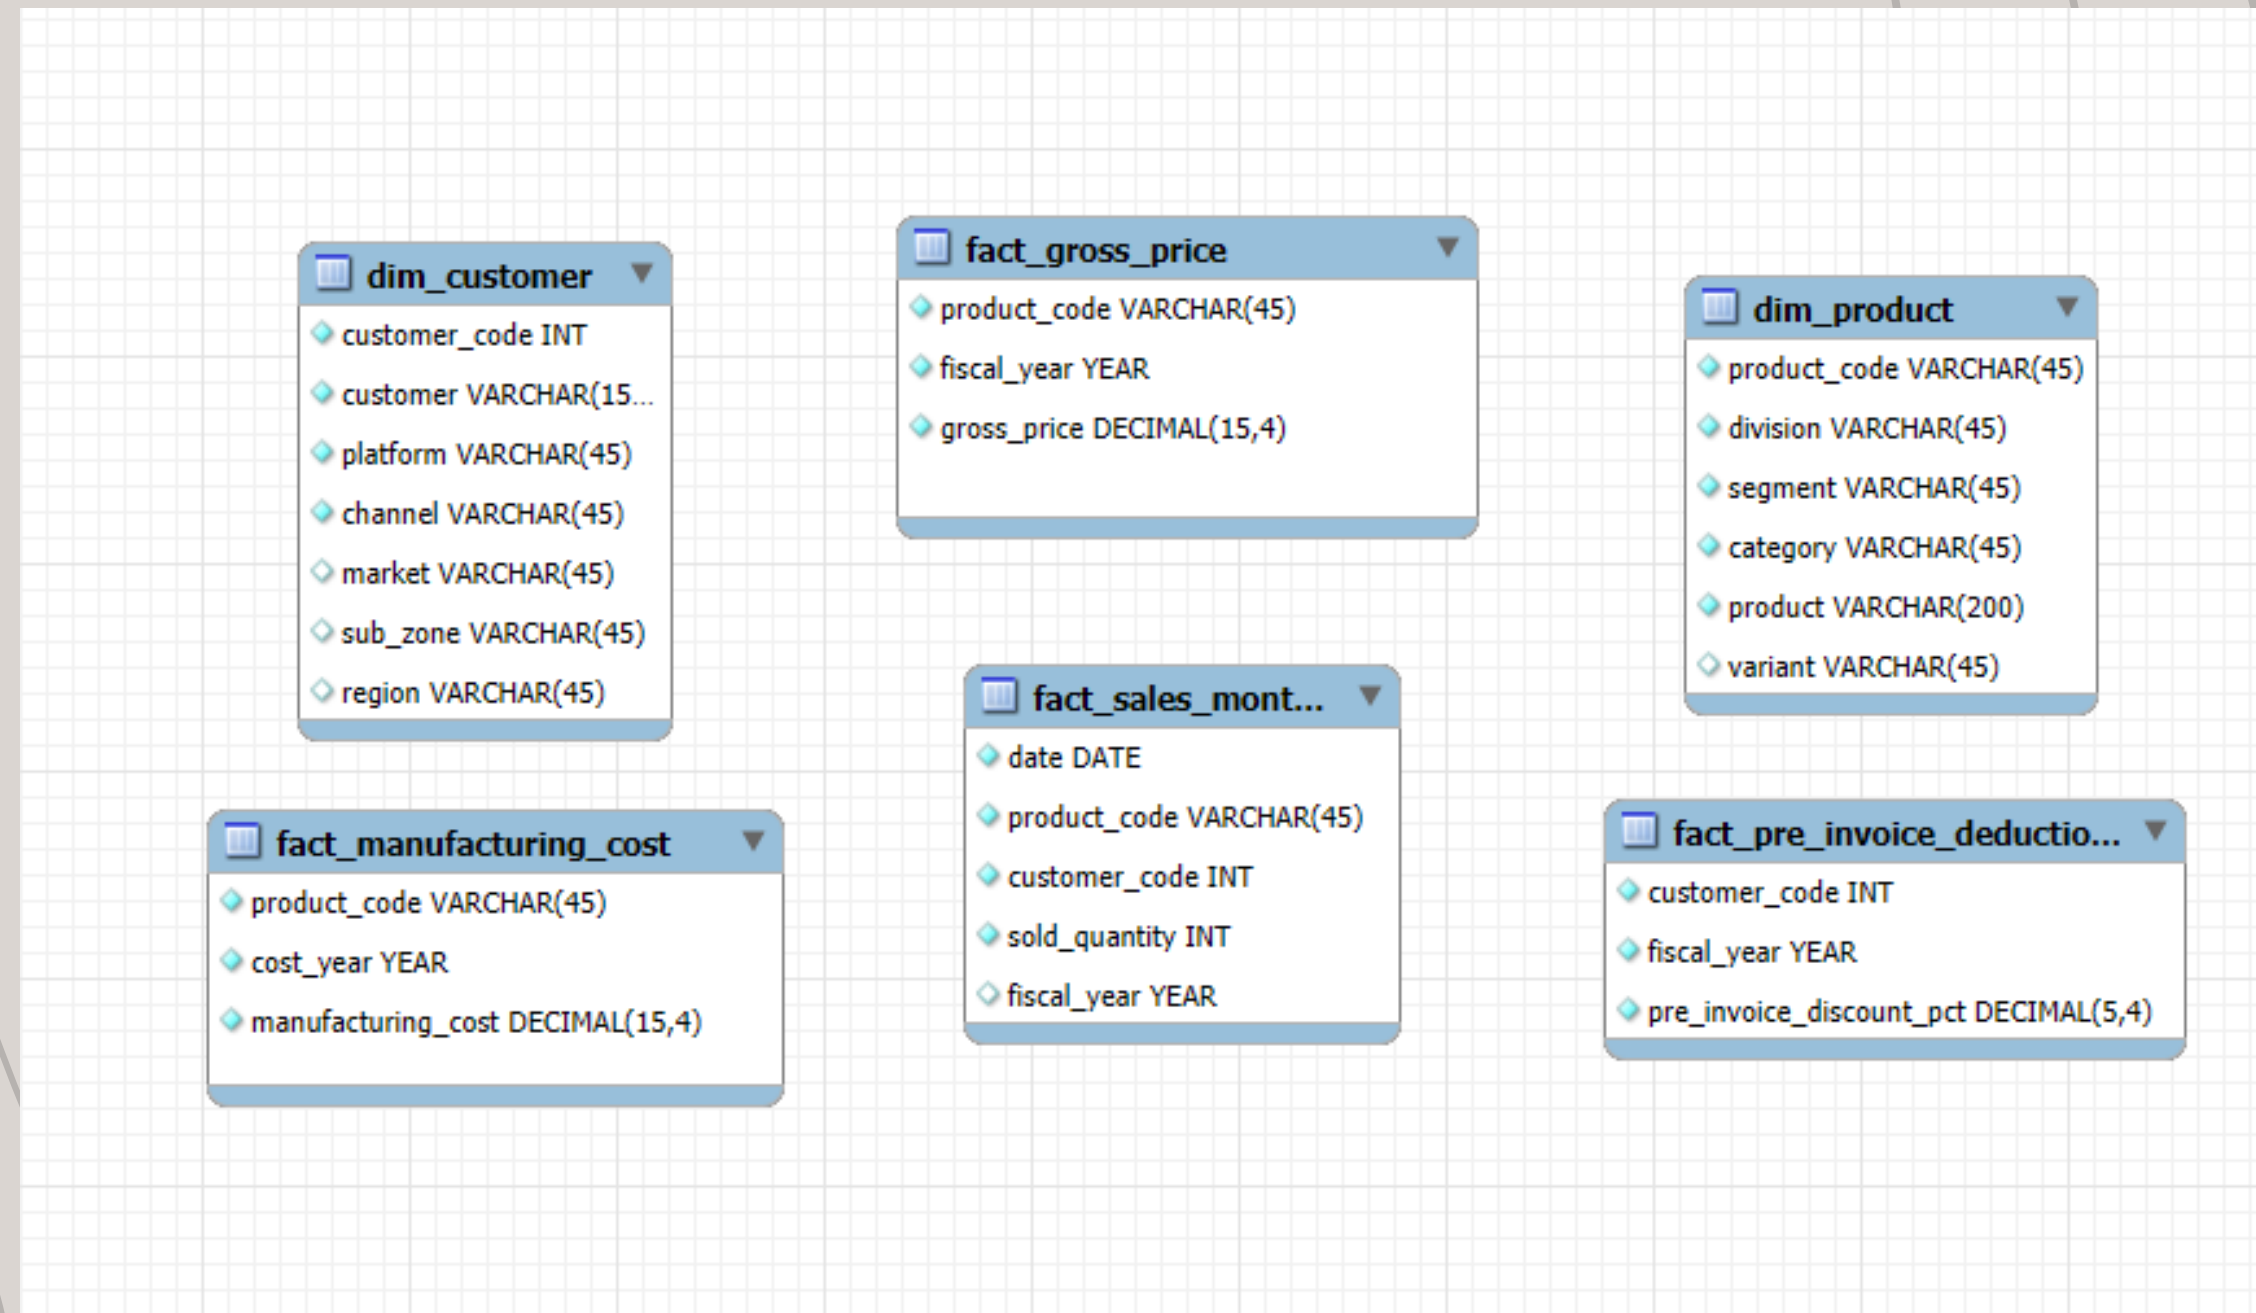 dim_customer
customer_code INT
customer VARCHAR(15...
platform VARCHAR(45)
channel VARCHAR(45)
market VARCHAR(45)
sub_zone VARCHAR(45)
region VARCHAR(45)
fact_gross_price
product_code VARCHAR(45)
fiscal_year YEAR
gross_price DECIMAL(15,4)
dim_product
product_code VARCHAR(45)
division VARCHAR(45)
segment VARCHAR(45)
category VARCHAR(45)
product VARCHAR(200)
variant VARCHAR(45)
fact_manufacturing_cost
product_code VARCHAR(45)
cost_year YEAR
manufacturing_cost DECIMAL(15,4)
fact_sales_mont...
date DATE
product_code VARCHAR(45)
customer_code INT
sold_quantity INT
fiscal_year YEAR
fact_pre_invoice_deductio...
customer_code INT
fiscal_year YEAR
pre_invoice_discount_pct DECIMAL(5,4)